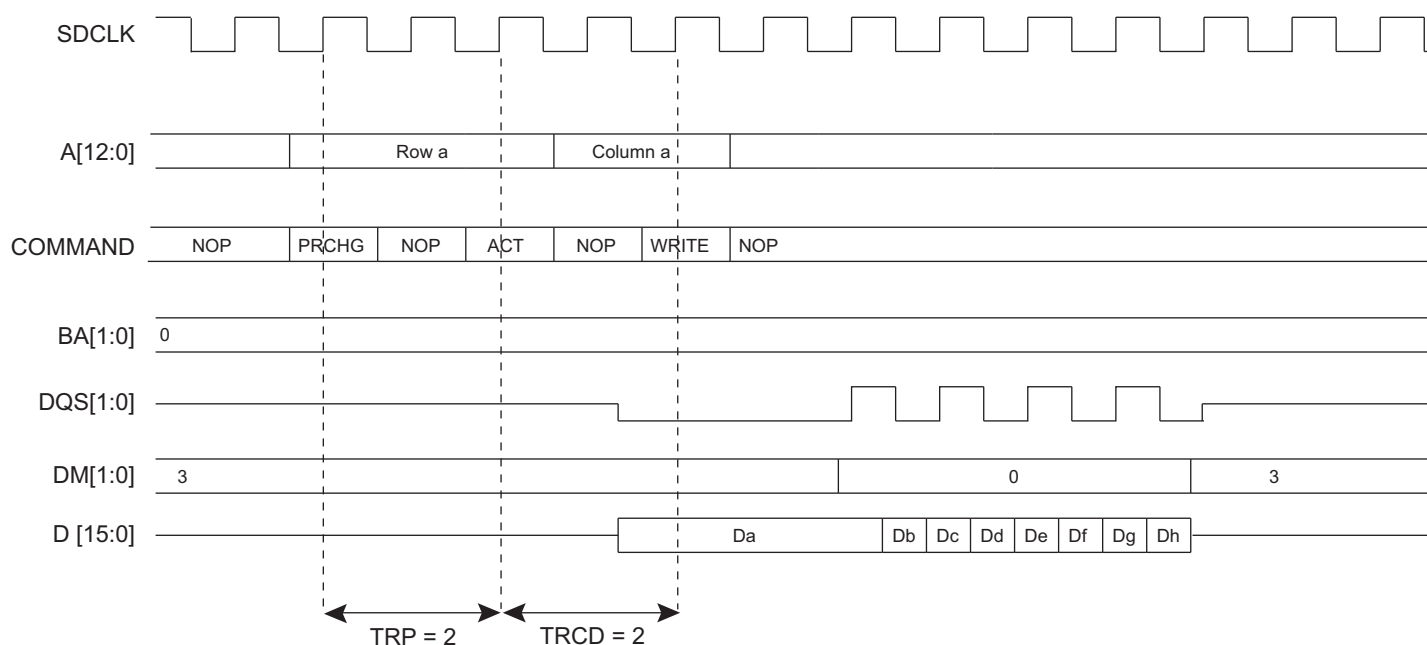 SDCLK
A[12:0] Row a Column a
COMMAND NOP PRCHG NOP ACT NOP WRITE NOP
BA[1:0] 0
DQS[1:0]
DM[1:0] 3 0 3
D [15:0] Da Db Dc Dd De Df Dg Dh
TRP = 2 TRCD = 2